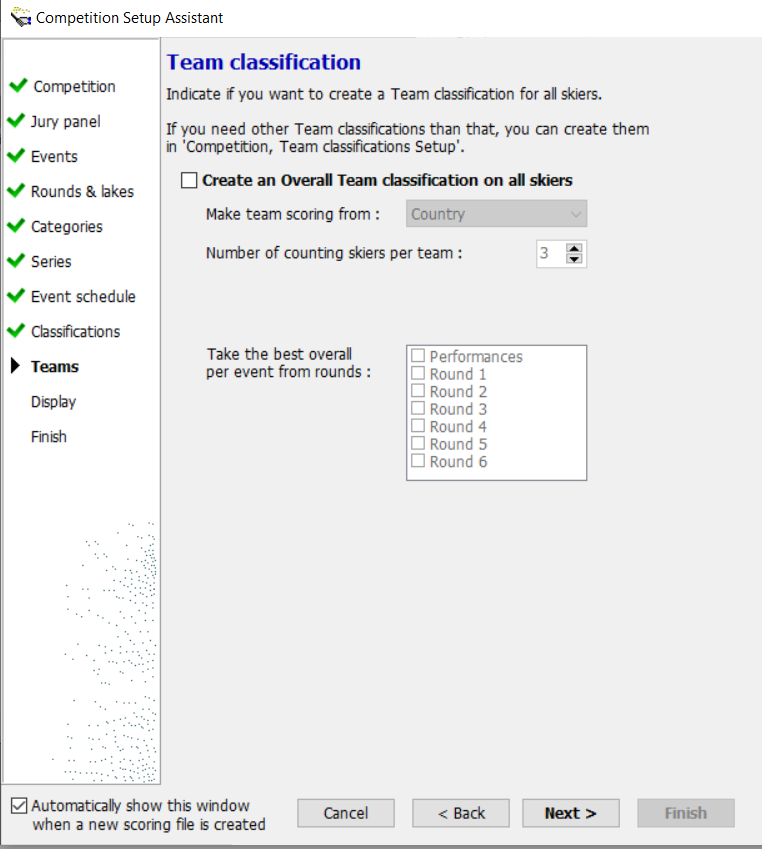 Competition Setup Assistant
Competition
Jury panel
Events
Rounds & lakes
Categories
Series
Event schedule
Classifications
Teams
Display
Finish
Team classification
Indicate if you want to create a Team classification for all skiers.
If you need other Team classifications than that, you can create them
in 'Competition, Team classifications Setup'.
Create an Overall Team classification on all skiers
Make team scoring from : Country
Number of counting skiers per team : 3
Take the best overall
per event from rounds :
Performances
Round 1
Round 2
Round 3
Round 4
Round 5
Round 6
Automatically show this window
when a new scoring file is created
Cancel < Back Next > Finish